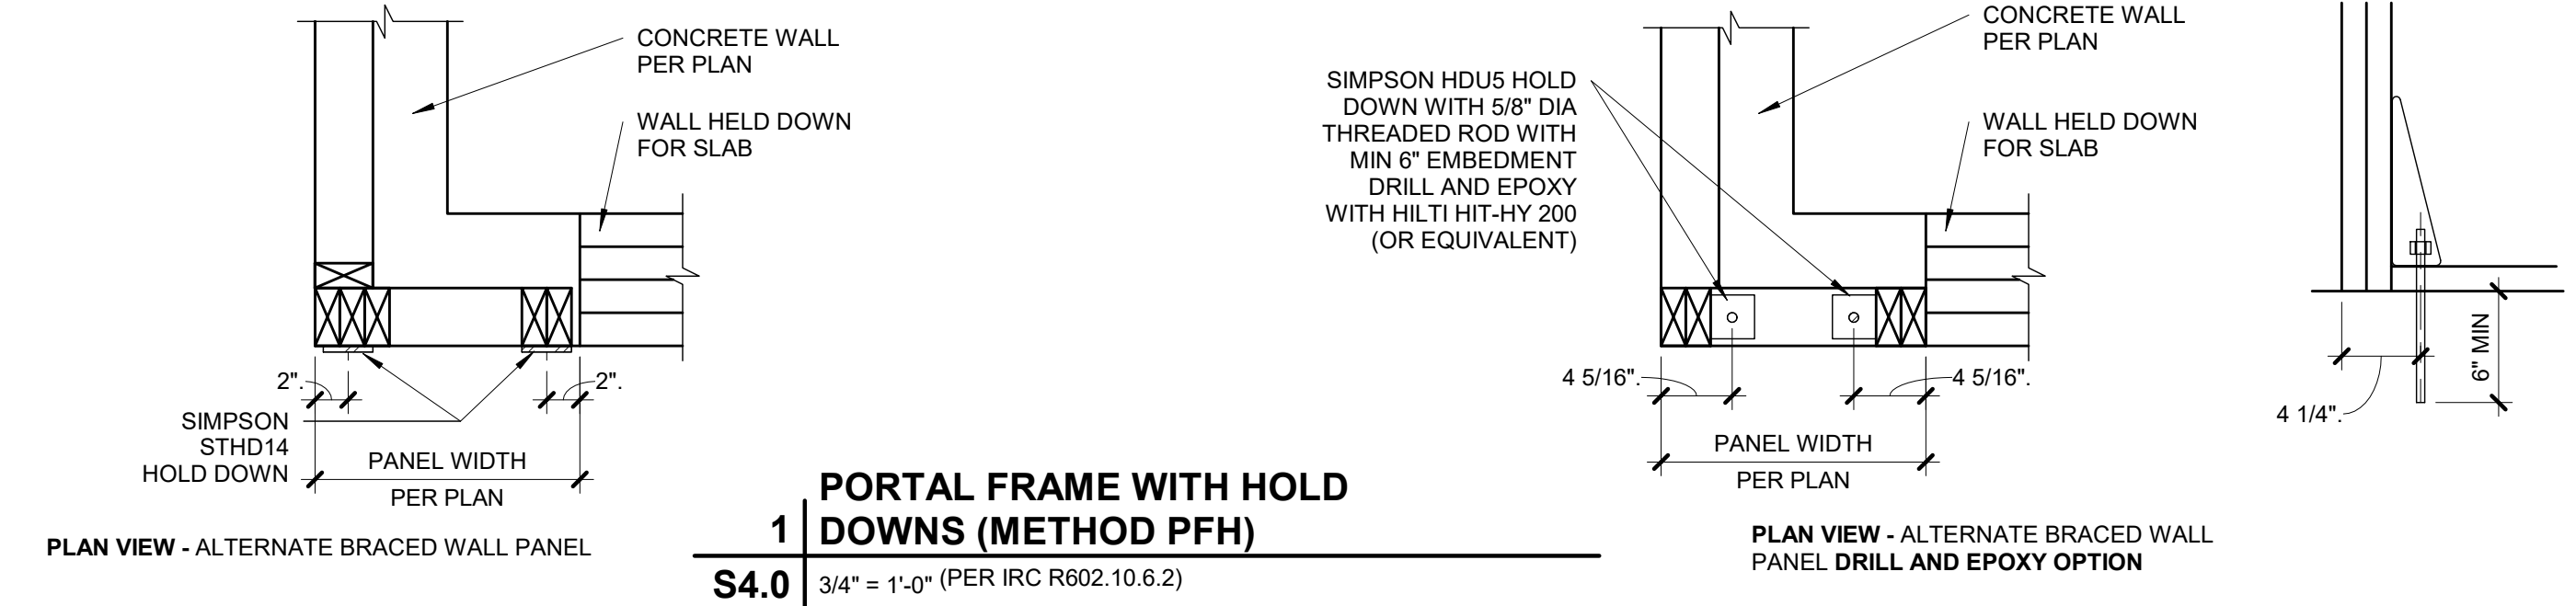 CONCRETE WALL
PER PLAN
WALL HELD DOWN
FOR SLAB
2".
2".
SIMPSON
STHD14
HOLD DOWN
PANEL WIDTH
PER PLAN
PLAN VIEW - ALTERNATE BRACED WALL PANEL
1
PORTAL FRAME WITH HOLD
DOWNS (METHOD PFH)
S4.0
3/4" = 1'-0" (PER IRC R602.10.6.2)
CONCRETE WALL
PER PLAN
SIMPSON HDU5 HOLD
DOWN WITH 5/8" DIA
THREADED ROD WITH
MIN 6" EMBEDMENT
DRILL AND EPOXY
WITH HILTI HIT-HY 200
(OR EQUIVALENT)
WALL HELD DOWN
FOR SLAB
4 5/16".
4 5/16".
PANEL WIDTH
PER PLAN
PLAN VIEW - ALTERNATE BRACED WALL
PANEL DRILL AND EPOXY OPTION
6" MIN
4 1/4".